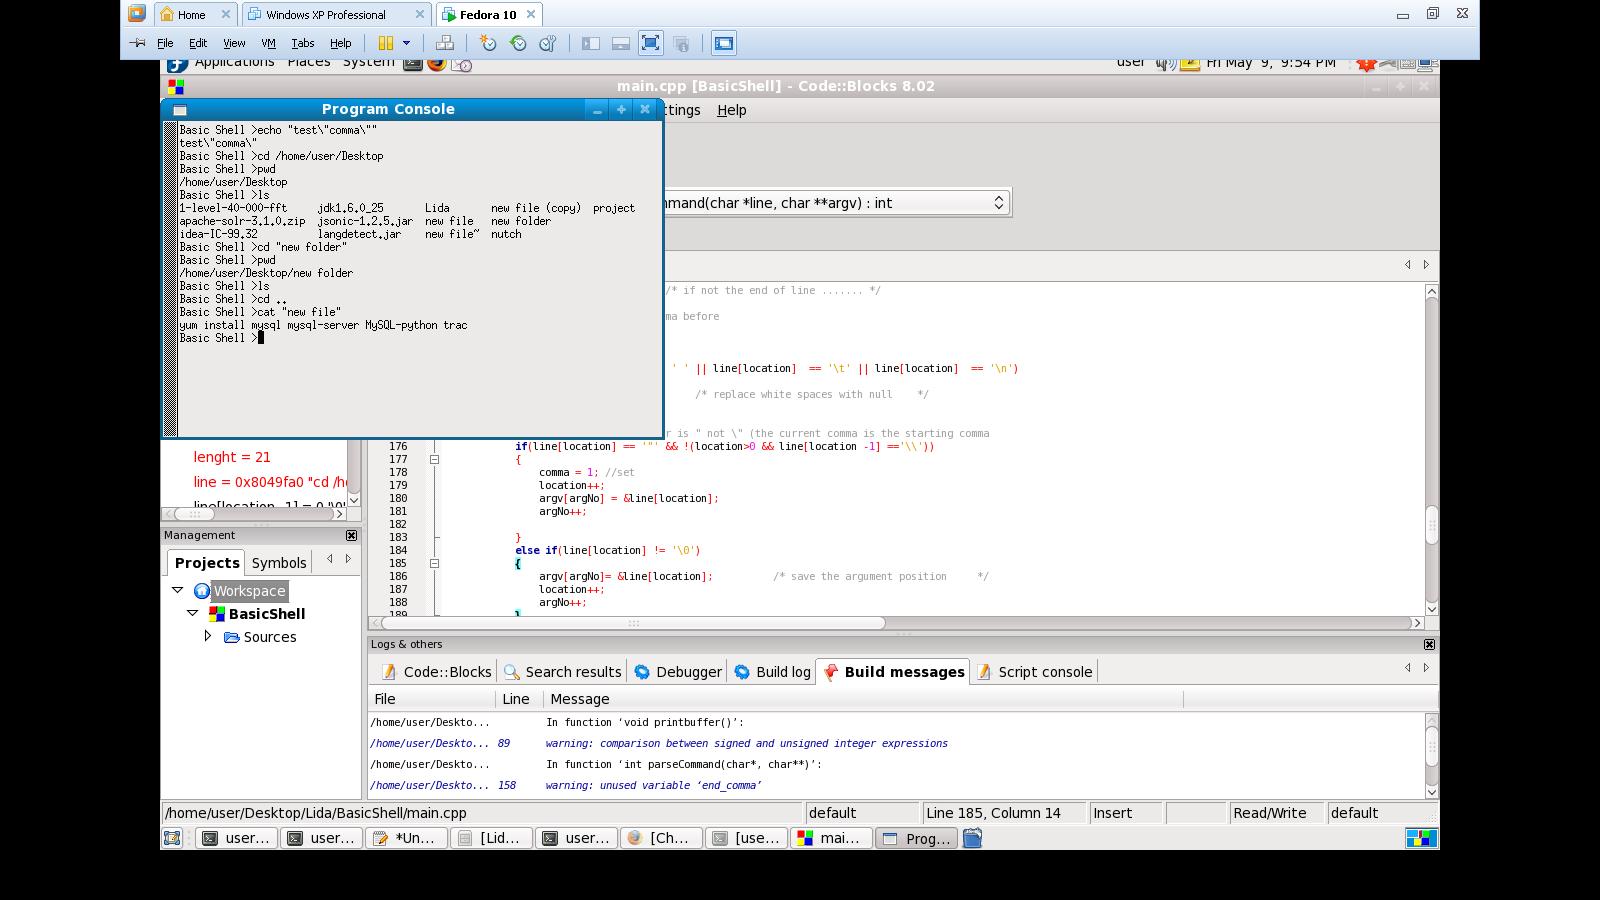 Home
Windows XP Professional
Fedora 10
File Edit View VM Tabs Help
Applications Places System
user
Fri May 9, 9:54 PM
main.cpp [BasicShell] - Code::Blocks 8.02
ttings Help
Program Console
Basic Shell >echo "test\"comma\""
test\"comma\"
Basic Shell >cd /home/user/Desktop
Basic Shell >pwd
/home/user/Desktop
Basic Shell >ls
1-level-40-000-fft jdk1.6.0_25 Lida new file (copy) project
apache-solr-3.1.0.zip jsonic-1.2.5.jar new file new folder
idea-IC-99.32 langdetect.jar new file~ nutch
Basic Shell >cd "new folder"
Basic Shell >pwd
/home/user/Desktop/new folder
Basic Shell >ls
Basic Shell >cd ..
Basic Shell >cat "new file"
yum install mysql mysql-server MySQL-python trac
Basic Shell >
mmand(char *line, char **argv) : int
/* if not the end of line ....... */
ma before
' ' || line[location] == '\t' || line[location] == '\n')
/* replace white spaces with null */
r is " not \" (the current comma is the starting comma
176 if(line[location] == '"' && !(location>0 && line[location -1] =='\\'))
177 {
178 comma = 1; //set
179 location++;
180 argv[argNo] = &line[location];
181 argNo++;
182
183 }
184 else if(line[location] != '\0')
185 {
186 argv[argNo]= &line[location]; /* save the argument position */
187 location++;
188 argNo++;
189 }
lenght = 21
line = 0x8049fa0 "cd /h
Management
Projects Symbols
Workspace
BasicShell
Sources
Logs & others
Code::Blocks Search results Debugger Build log Build messages Script console
File Line Message
/home/user/Deskto... In function ‘void printbuffer()’:
/home/user/Deskto... 89 warning: comparison between signed and unsigned integer expressions
/home/user/Deskto... In function ‘int parseCommand(char*, char**)’:
/home/user/Deskto... 158 warning: unused variable ‘end_comma’
/home/user/Desktop/Lida/BasicShell/main.cpp default Line 185, Column 14 Insert Read/Write default
user... user... *Un... [Lid... user... [Ch... [use... mai... Prog...